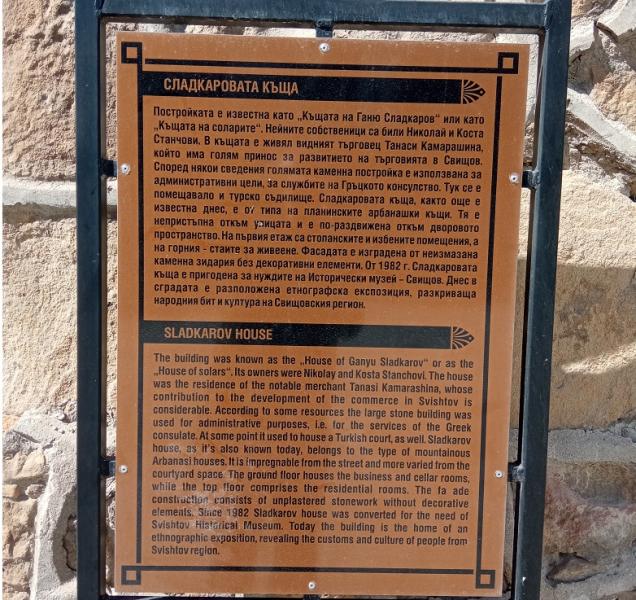 СЛАДКАРОВАТА КЪЩА
Постройката е известна като „Къщата на Ганю Сладкаров“ или като
„Къщата на соларите“. Нейните собственици са били Николай и Коста
Станчови. В къщата е живял видният търговец Танаси Камарашина,
който има голям принос за развитието на търговията в Свищов.
Според някои сведения голямата каменна постройка е използвана за
административни цели, за службите на Гръцкото консулство. Тук се е
помещавало и турско съдилище. Сладкаровата къща, както още е
известна днес, е от типа на планинските арбанашки къщи. Тя е
непристъпна откъм улицата и е по-раздвижена откъм дворовото
пространство. На първия етаж са стопанските и избените помещения, а
на горния - стаите за живеене. Фасадата е изградена от неизмазана
каменна зидария без декоративни елементи. От 1982 г. Сладкаровата
къща е пригодена за нуждите на Исторически музей - Свищов. Днес в
сградата е разположена етнографска експозиция, разкриваща
народния бит и култура на Свищовския регион.
SLADKAROV HOUSE
The building was known as the „House of Ganyu Sladkarov“ or as the
„House of solars“. Its owners were Nikolay and Kosta Stanchovi. The house
was the residence of the notable merchant Tanasi Kamarashina, whose
contribution to the development of the commerce in Svishtov is
considerable. According to some resources the large stone building was
used for administrative purposes, i.e. for the services of the Greek
consulate. At some point it used to house a Turkish court, as well. Sladkarov
house, as it's also known today, belongs to the type of mountainous
Arbanasi houses. It is impregnable from the street and more varied from the
courtyard space. The ground floor houses the business and cellar rooms,
while the top floor comprises the residential rooms. The fa ade
construction consists of unplastered stonework without decorative
elements. Since 1982 Sladkarov house was converted for the need of
Svishtov Historical Museum. Today the building is the home of an
ethnographic exposition, revealing the customs and culture of people from
Svishtov region.